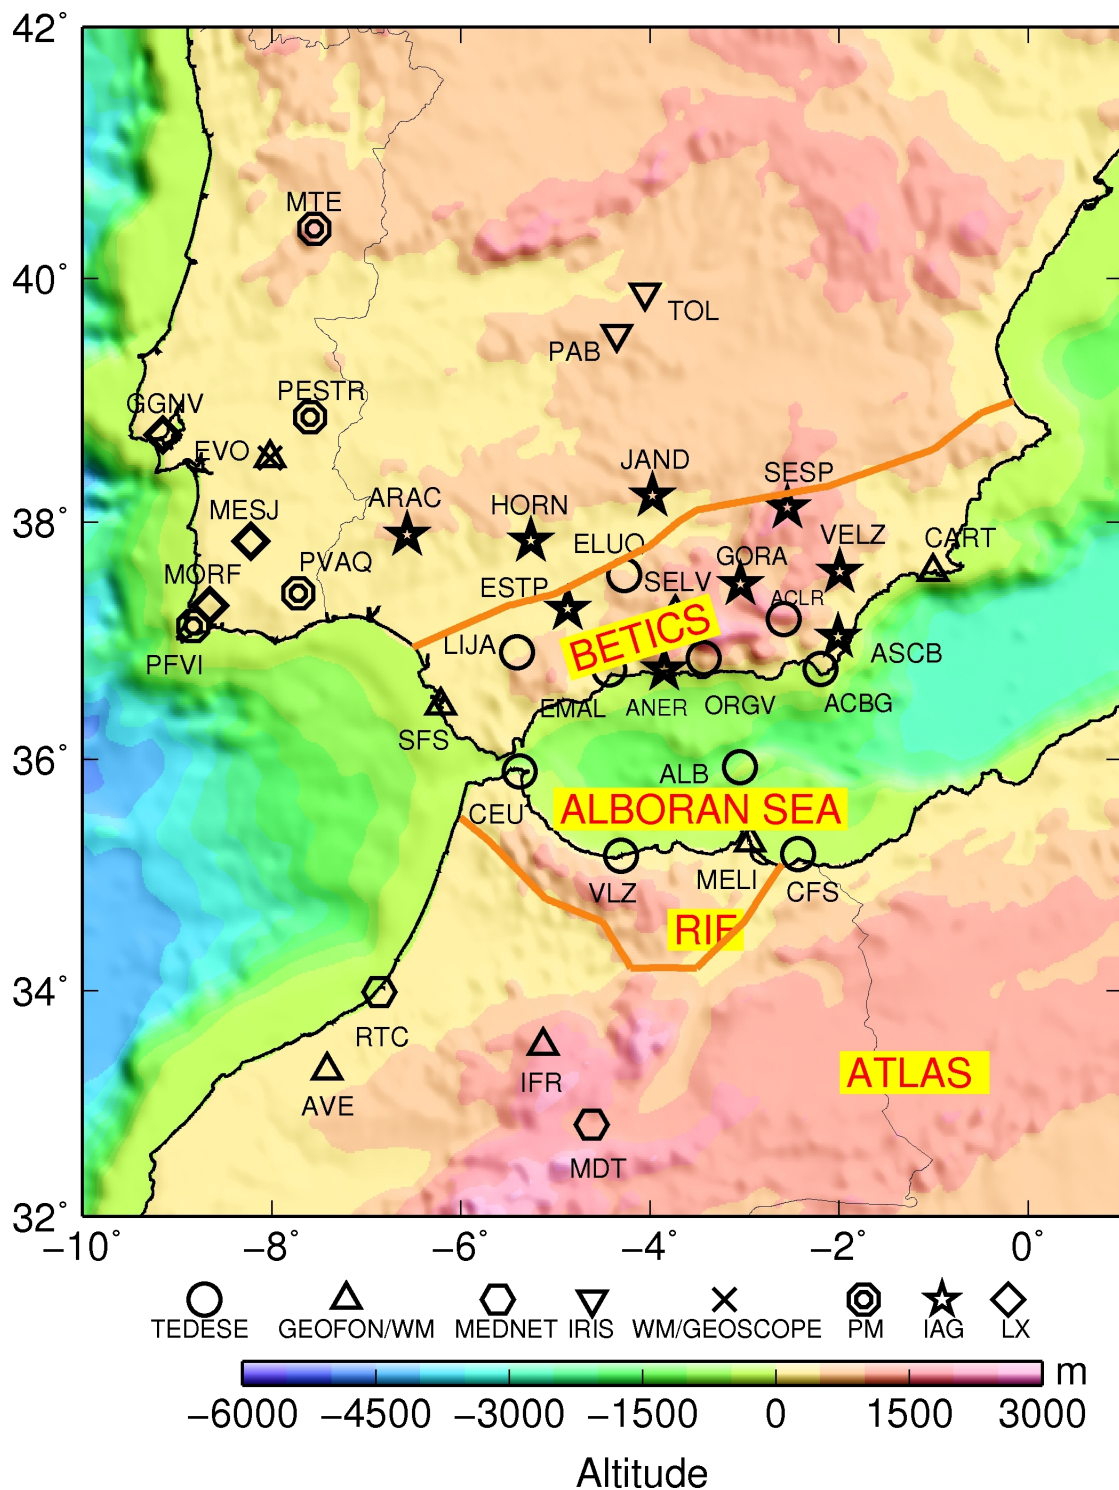 42°
MTE
40°
TOL
PAB
PESTR
GGNV
EVO
JAND
SESP
ARAC
HORN
MESJ
38°
VELZ
CART
ELUO
PVAQ
GORA
MORF
ESTP
SELV
ACLR
BETICS
LIJA
PFVI
ASCB
EMAL
ANER
ORGV
ACBG
SFS
36°
ALB
CEU
ALBORAN SEA
MELI
VLZ
CFS
RIF
34°
RTC
IFR
ATLAS
AVE
MDT
32°
−10° −8° −6° −4° −2° 0°
TEDESE GEOFON/WM MEDNET IRIS WM/GEOSCOPE PM IAG LX
m
−6000 −4500 −3000 −1500 0 1500 3000
Altitude